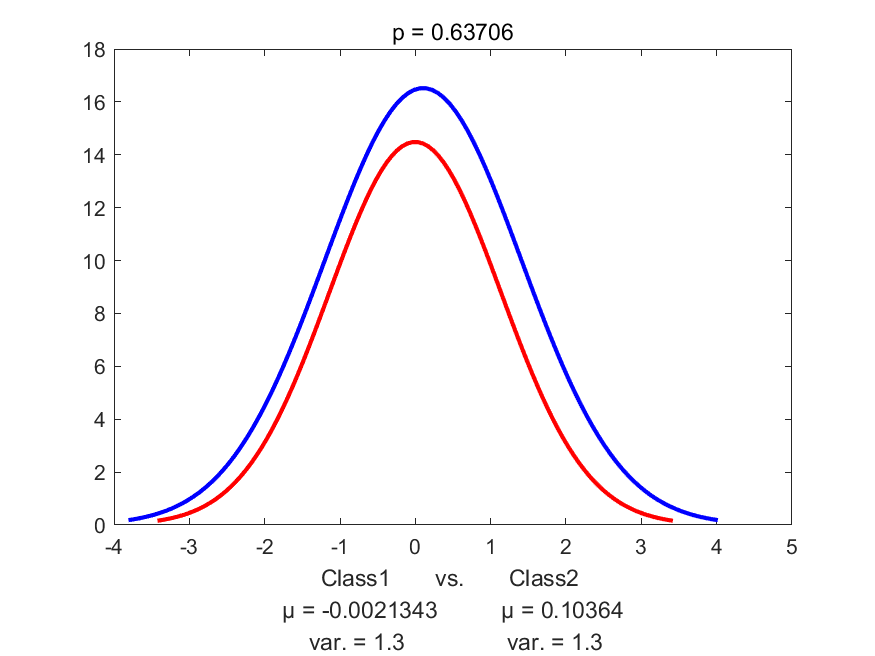 p = 0.63706
18
16
14
12
10
8
6
4
2
0
-4 -3 -2 -1 0 1 2 3 4 5
Class1 vs. Class2
μ = -0.0021343 μ = 0.10364
var. = 1.3 var. = 1.3